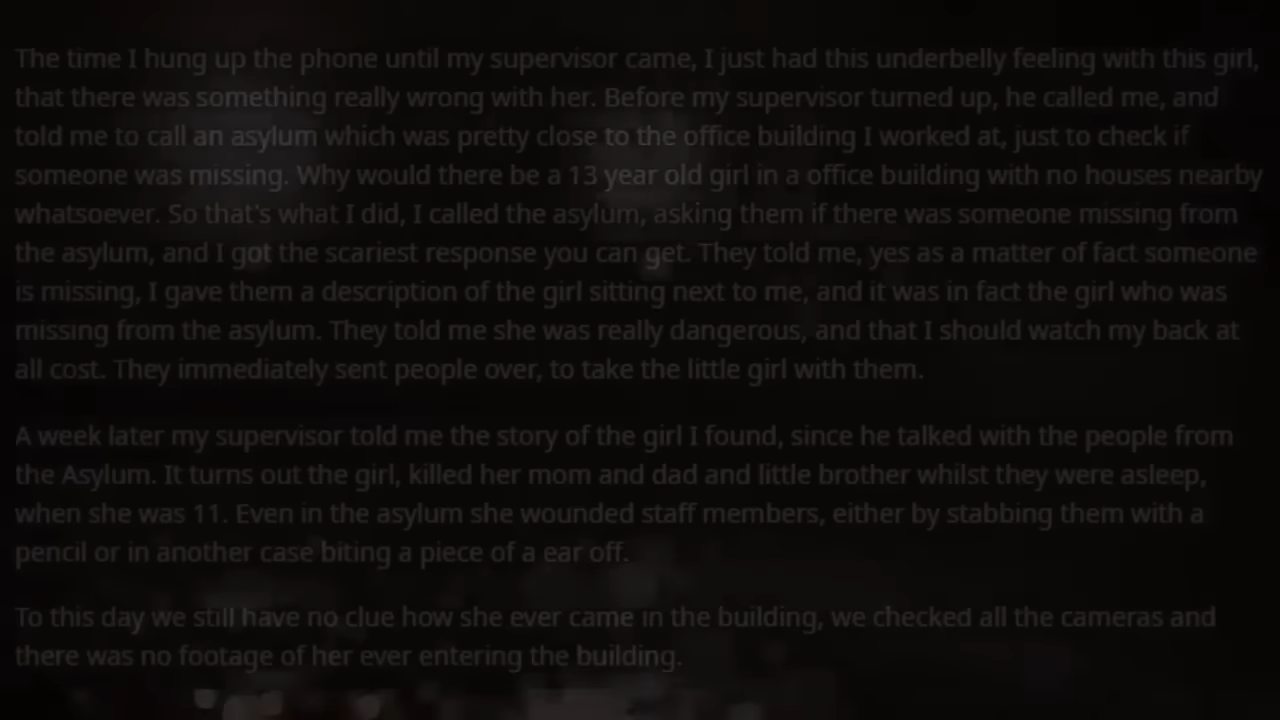 The time I hung up the phone until my supervisor came, I just had this underbelly feeling with this girl,
that there was something really wrong with her. Before my supervisor turned up, he called me, and
told me to call an asylum which was pretty close to the office building I worked at, just to check if
someone was missing. Why would there be a 13 year old girl in a office building with no houses nearby
whatsoever. So that's what I did, I called the asylum, asking them if there was someone missing from
the asylum, and I got the scariest response you can get. They told me, yes as a matter of fact someone
is missing, I gave them a description of the girl sitting next to me, and it was in fact the girl who was
missing from the asylum. They told me she was really dangerous, and that I should watch my back at
all cost. They immediately sent people over, to take the little girl with them.
A week later my supervisor told me the story of the girl I found, since he talked with the people from
the Asylum. It turns out the girl, killed her mom and dad and little brother whilst they were asleep,
when she was 11. Even in the asylum she wounded staff members, either by stabbing them with a
pencil or in another case biting a piece of a ear off.
To this day we still have no clue how she ever came in the building, we checked all the cameras and
there was no footage of her ever entering the building.